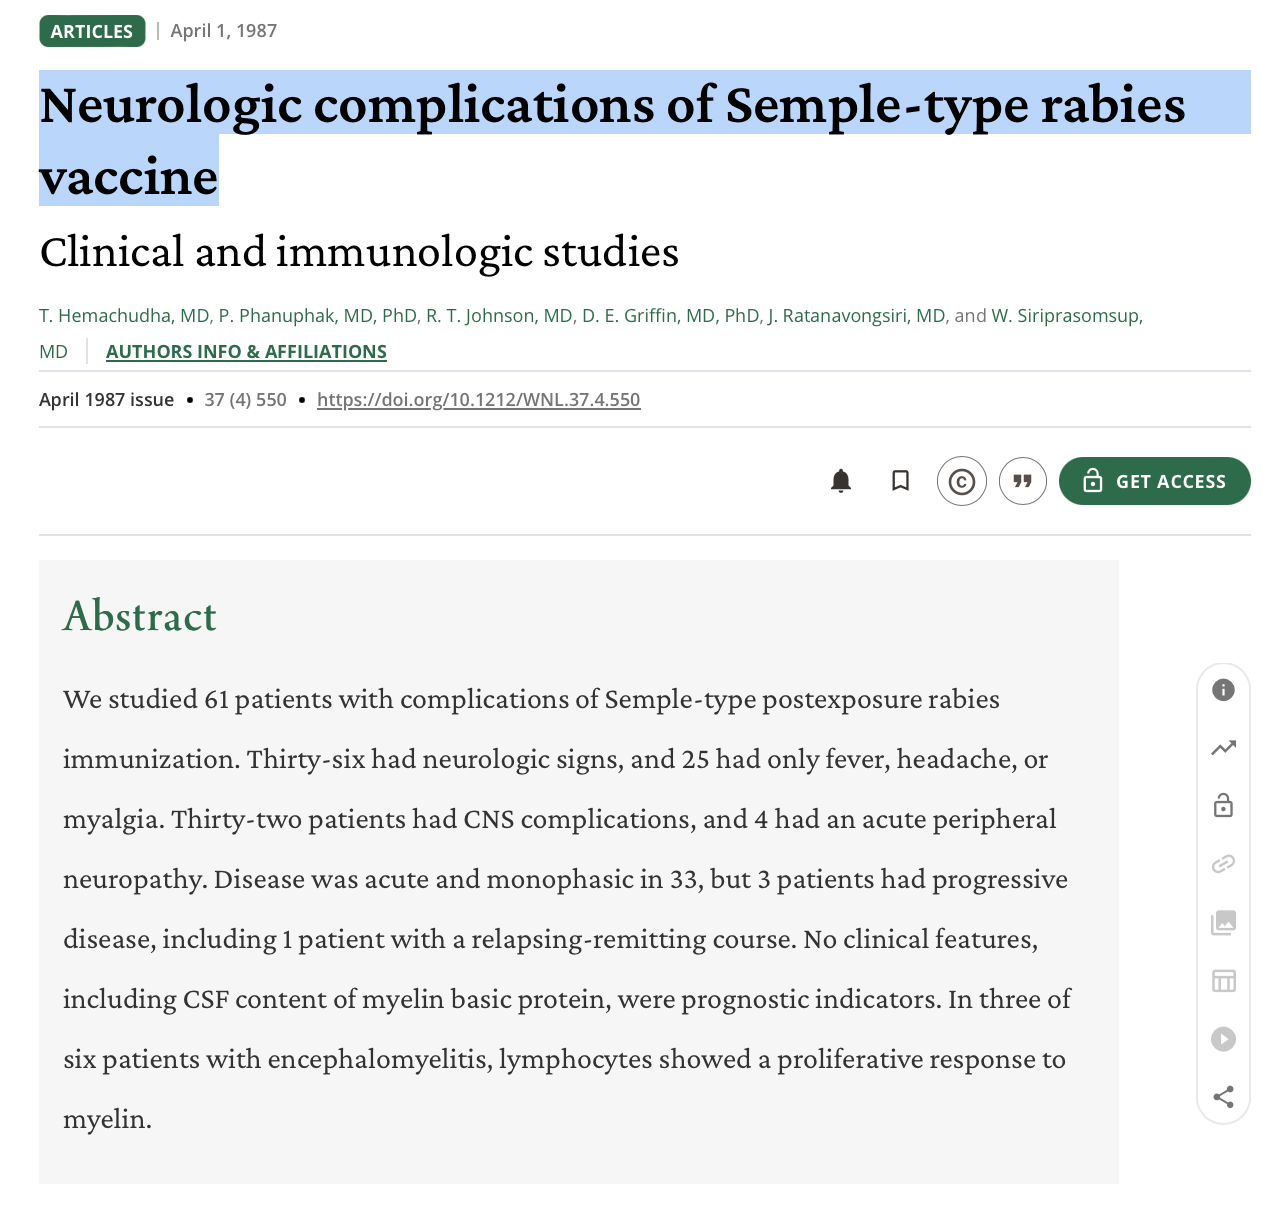 ARTICLES | April 1, 1987
Neurologic complications of Semple-type rabies
vaccine
Clinical and immunologic studies
T. Hemachudha, MD, P. Phanuphak, MD, PhD, R. T. Johnson, MD, D. E. Griffin, MD, PhD, J. Ratanavongsiri, MD, and W. Siriprasomsup,
MD | AUTHORS INFO & AFFILIATIONS
April 1987 issue • 37 (4) 550 • https://doi.org/10.1212/WNL.37.4.550
GET ACCESS
Abstract
We studied 61 patients with complications of Semple-type postexposure rabies
immunization. Thirty-six had neurologic signs, and 25 had only fever, headache, or
myalgia. Thirty-two patients had CNS complications, and 4 had an acute peripheral
neuropathy. Disease was acute and monophasic in 33, but 3 patients had progressive
disease, including 1 patient with a relapsing-remitting course. No clinical features,
including CSF content of myelin basic protein, were prognostic indicators. In three of
six patients with encephalomyelitis, lymphocytes showed a proliferative response to
myelin.